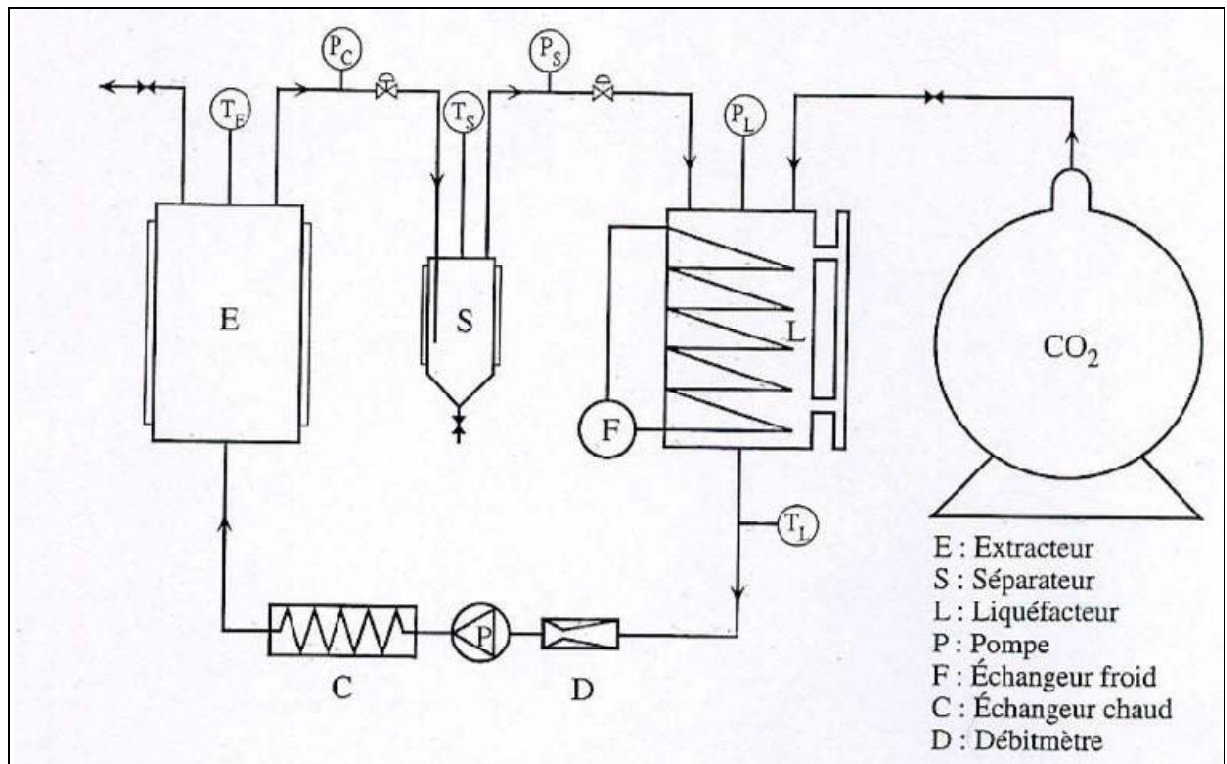 P_C
P_S
T_E
T_S
P_L
E
S
L
CO₂
F
T_L
P
C
D
E : Extracteur
S : Séparateur
L : Liquéfacteur
P : Pompe
F : Échangeur froid
C : Échangeur chaud
D : Débitmètre